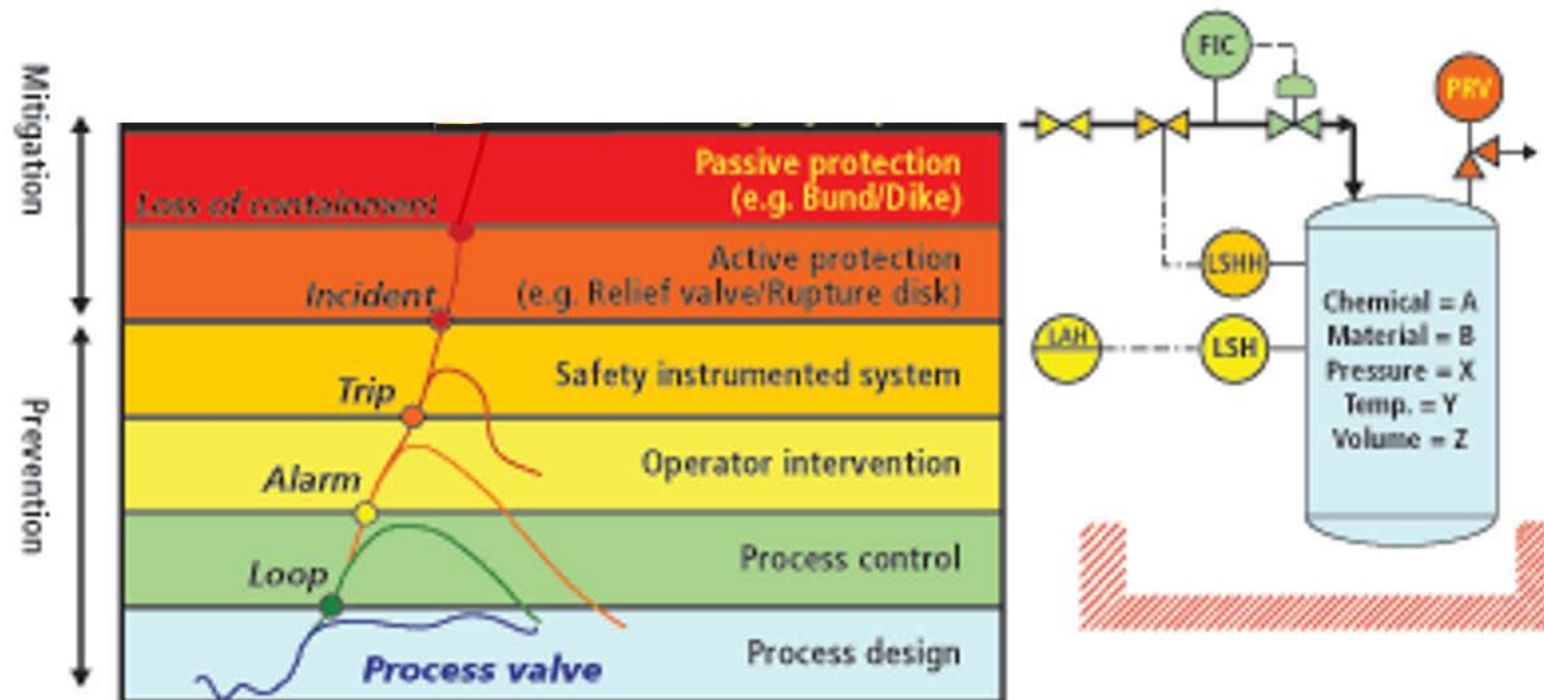 Mitigation
Prevention
Passive protection
(e.g. Bund/Dike)
Loss of containment
Active protection
(e.g. Relief valve/Rupture disk)
Incident
Safety instrumented system
Trip
Operator intervention
Alarm
Process control
Loop
Process design
Process valve
FIC
PRV
LSHH
LAH
LSH
Chemical = A
Material = B
Pressure = X
Temp. = Y
Volume = Z